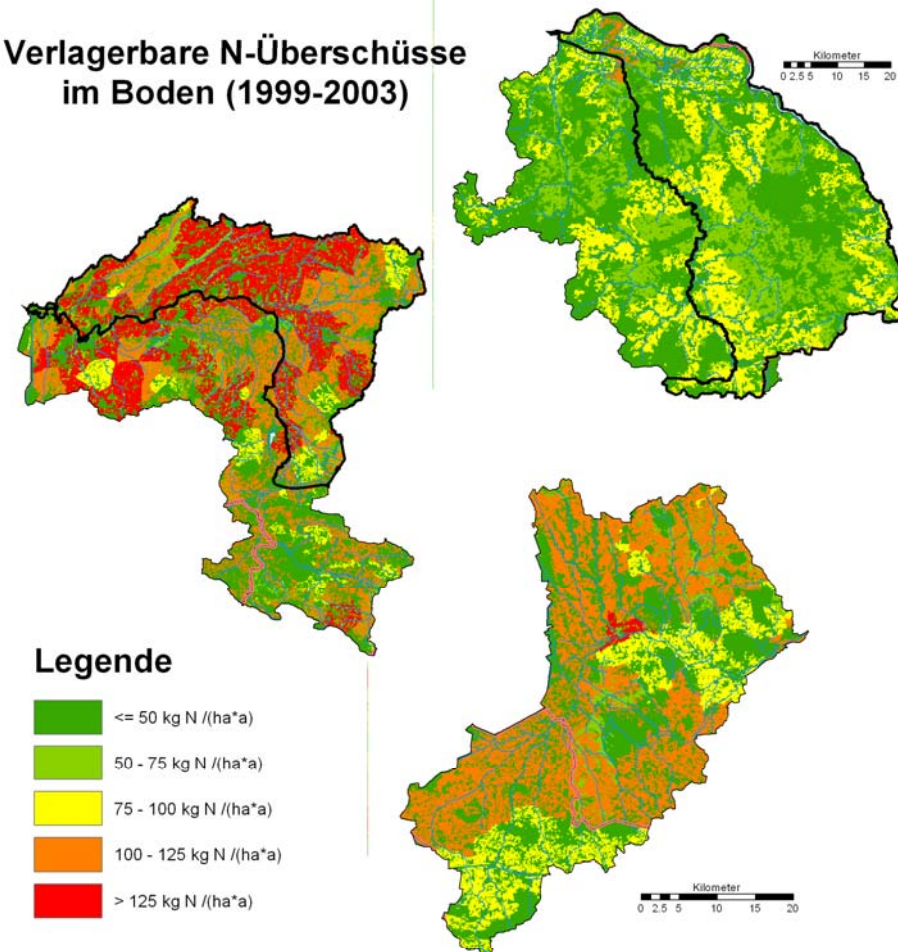 Verlagerbare N-Überschüsse
im Boden (1999-2003)
Kilometer
0 2.5 5 10 15 20
Legende
<= 50 kg N /(ha*a)
50 - 75 kg N /(ha*a)
75 - 100 kg N /(ha*a)
100 - 125 kg N /(ha*a)
> 125 kg N /(ha*a)
Kilometer
0 2.5 5 10 15 20